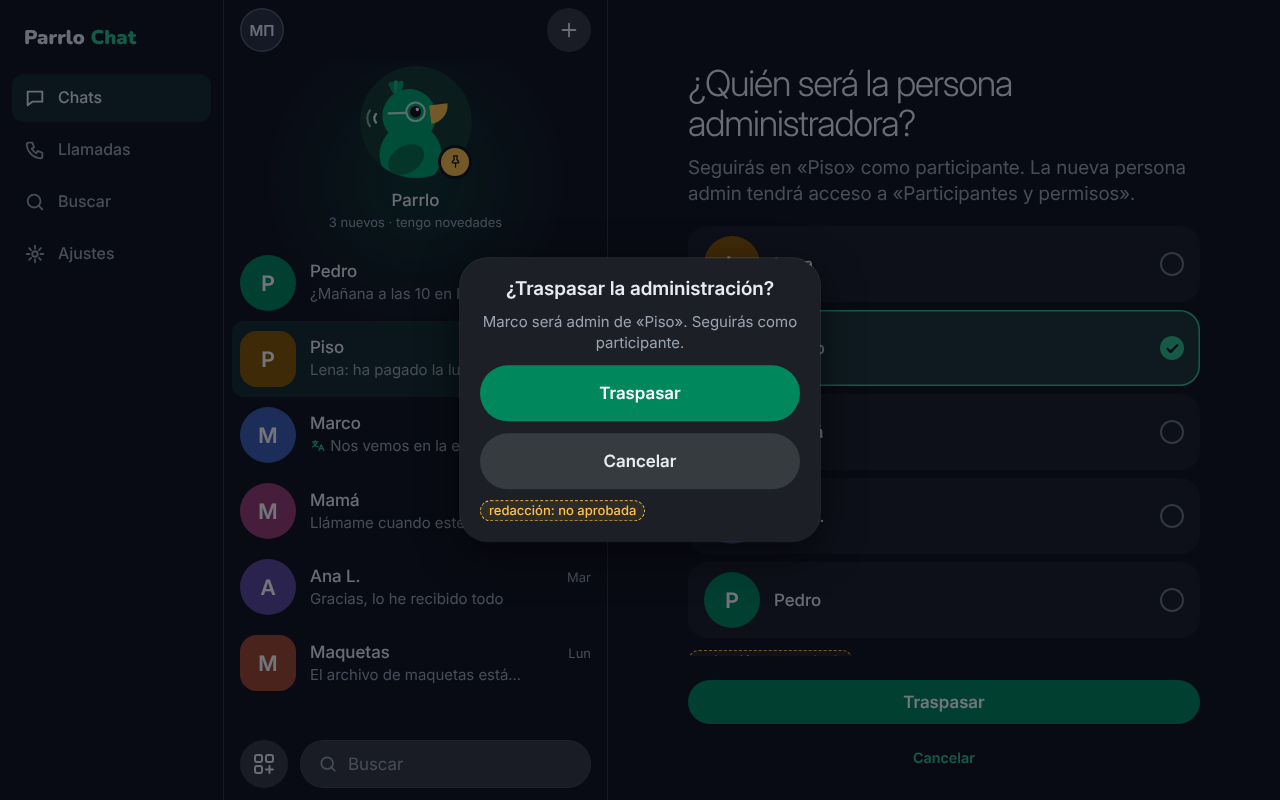 Parrlo Chat
Chats
Llamadas
Buscar
Ajustes
МП
Parrlo
3 nuevos · tengo novedades
Pedro
P
¿Mañana a las 10 en
Piso
P
Lena: ha pagado la lu
Marco
M
Nos vemos en la e
Mamá
M
Llámame cuando esté
Ana L.
Mar
A
Gracias, lo he recibido todo
Maquetas
Lun
M
El archivo de maquetas está...
Buscar
¿Quién será la persona
administradora?
Seguirás en «Piso» como participante. La nueva persona
admin tendrá acceso a «Participantes y permisos».
P
Pedro
Traspasar
Cancelar
¿Traspasar la administración?
Marco será admin de «Piso». Seguirás como
participante.
Traspasar
Cancelar
redacción: no aprobada